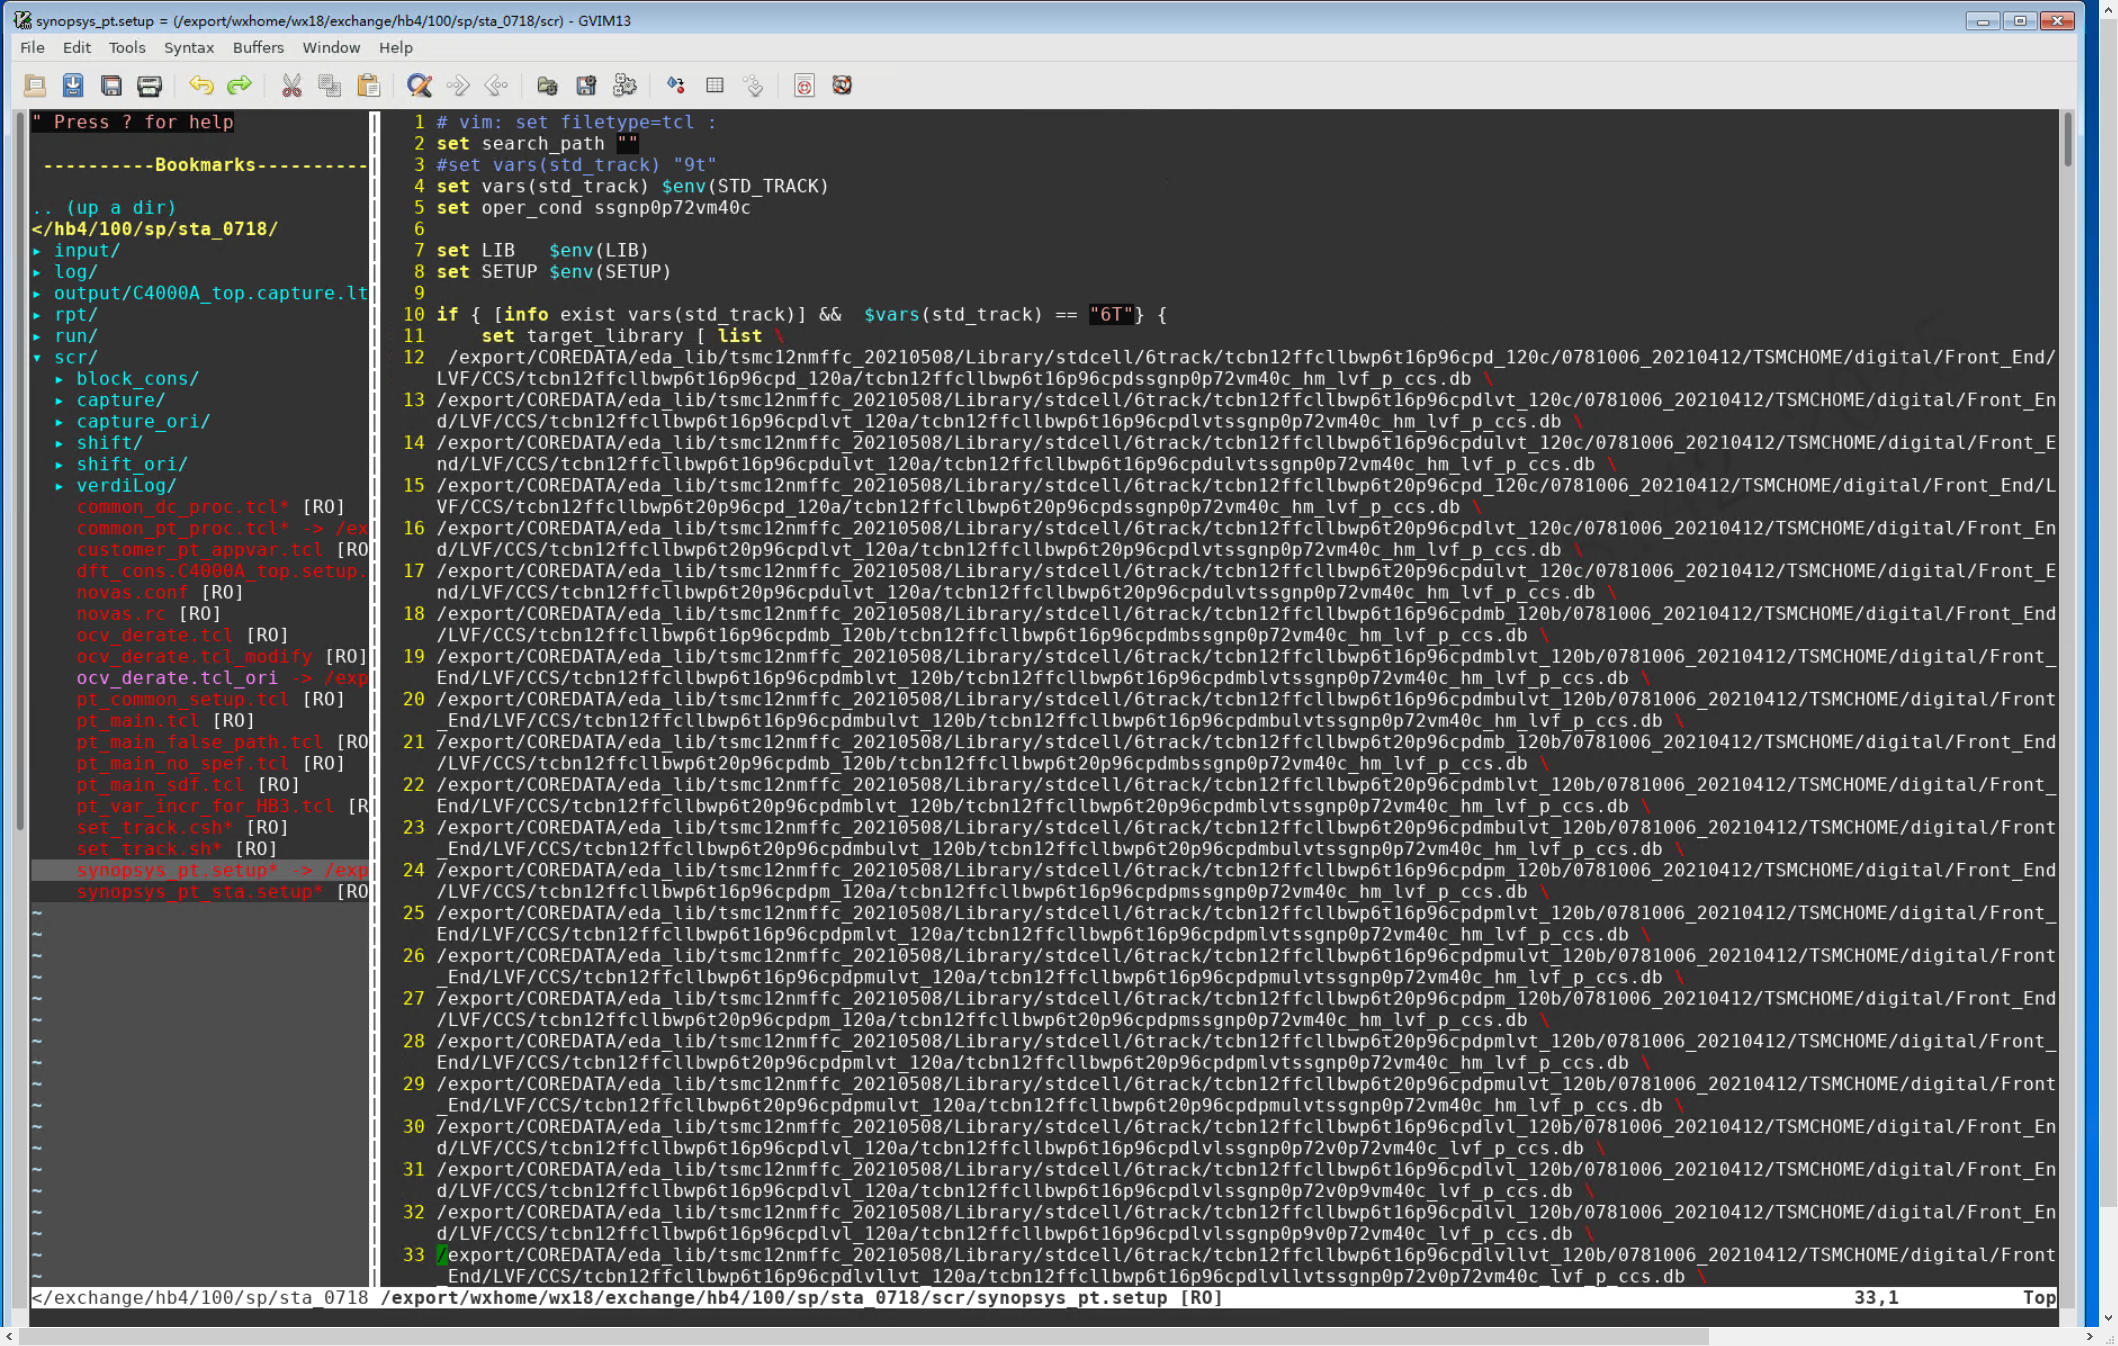 synopsys_pt.setup = (/export/wxhome/wx18/exchange/hb4/100/sp/sta_0718/scr) - GVIM13
File Edit Tools Syntax Buffers Window Help
" Press ? for help
----------Bookmarks----------
.. (up a dir)
</hb4/100/sp/sta_0718/
▸ input/
▸ log/
▸ output/C4000A_top.capture.lt
▸ rpt/
▸ run/
▾ scr/
▸ block_cons/
▸ capture/
▸ capture_ori/
▸ shift/
▸ shift_ori/
▸ verdiLog/
common_dc_proc.tcl* [RO]
common_pt_proc.tcl* -> /ex
customer_pt_appvar.tcl [RO
dft_cons.C4000A_top.setup.
novas.conf [RO]
novas.rc [RO]
ocv_derate.tcl [RO]
ocv_derate.tcl_modify [RO]
ocv_derate.tcl_ori -> /exp
pt_common_setup.tcl [RO]
pt_main.tcl [RO]
pt_main_false_path.tcl [RO
pt_main_no_spef.tcl [RO]
pt_main_sdf.tcl [RO]
pt_var_incr_for_HB3.tcl [R
set_track.csh* [RO]
set_track.sh* [RO]
synopsys_pt.setup* -> /exp
synopsys_pt_sta.setup* [RO
1 # vim: set filetype=tcl :
2 set search_path ""
3 #set vars(std_track) "9t"
4 set vars(std_track) $env(STD_TRACK)
5 set oper_cond ssgnp0p72vm40c
6
7 set LIB $env(LIB)
8 set SETUP $env(SETUP)
9
10 if { [info exist vars(std_track)] && $vars(std_track) == "6T"} {
11 set target_library [ list \
12 /export/COREDATA/eda_lib/tsmc12nmffc_20210508/Library/stdcell/6track/tcbn12ffcllbwp6t16p96cpd_120c/0781006_20210412/TSMCHOME/digital/Front_End/
LVF/CCS/tcbn12ffcllbwp6t16p96cpd_120a/tcbn12ffcllbwp6t16p96cpdssgnp0p72vm40c_hm_lvf_p_ccs.db \
13 /export/COREDATA/eda_lib/tsmc12nmffc_20210508/Library/stdcell/6track/tcbn12ffcllbwp6t16p96cpdlvt_120c/0781006_20210412/TSMCHOME/digital/Front_En
d/LVF/CCS/tcbn12ffcllbwp6t16p96cpdlvt_120a/tcbn12ffcllbwp6t16p96cpdlvtssgnp0p72vm40c_hm_lvf_p_ccs.db \
14 /export/COREDATA/eda_lib/tsmc12nmffc_20210508/Library/stdcell/6track/tcbn12ffcllbwp6t16p96cpdulvt_120c/0781006_20210412/TSMCHOME/digital/Front_E
nd/LVF/CCS/tcbn12ffcllbwp6t16p96cpdulvt_120a/tcbn12ffcllbwp6t16p96cpdulvtssgnp0p72vm40c_hm_lvf_p_ccs.db \
15 /export/COREDATA/eda_lib/tsmc12nmffc_20210508/Library/stdcell/6track/tcbn12ffcllbwp6t20p96cpd_120c/0781006_20210412/TSMCHOME/digital/Front_End/L
VF/CCS/tcbn12ffcllbwp6t20p96cpd_120a/tcbn12ffcllbwp6t20p96cpdssgnp0p72vm40c_hm_lvf_p_ccs.db \
16 /export/COREDATA/eda_lib/tsmc12nmffc_20210508/Library/stdcell/6track/tcbn12ffcllbwp6t20p96cpdlvt_120c/0781006_20210412/TSMCHOME/digital/Front_En
d/LVF/CCS/tcbn12ffcllbwp6t20p96cpdlvt_120a/tcbn12ffcllbwp6t20p96cpdlvtssgnp0p72vm40c_hm_lvf_p_ccs.db \
17 /export/COREDATA/eda_lib/tsmc12nmffc_20210508/Library/stdcell/6track/tcbn12ffcllbwp6t20p96cpdulvt_120c/0781006_20210412/TSMCHOME/digital/Front_E
nd/LVF/CCS/tcbn12ffcllbwp6t20p96cpdulvt_120a/tcbn12ffcllbwp6t20p96cpdulvtssgnp0p72vm40c_hm_lvf_p_ccs.db \
18 /export/COREDATA/eda_lib/tsmc12nmffc_20210508/Library/stdcell/6track/tcbn12ffcllbwp6t16p96cpdmb_120b/0781006_20210412/TSMCHOME/digital/Front_End
/LVF/CCS/tcbn12ffcllbwp6t16p96cpdmb_120b/tcbn12ffcllbwp6t16p96cpdmbssgnp0p72vm40c_hm_lvf_p_ccs.db \
19 /export/COREDATA/eda_lib/tsmc12nmffc_20210508/Library/stdcell/6track/tcbn12ffcllbwp6t16p96cpdmblvt_120b/0781006_20210412/TSMCHOME/digital/Front_
End/LVF/CCS/tcbn12ffcllbwp6t16p96cpdmblvt_120b/tcbn12ffcllbwp6t16p96cpdmblvtssgnp0p72vm40c_hm_lvf_p_ccs.db \
20 /export/COREDATA/eda_lib/tsmc12nmffc_20210508/Library/stdcell/6track/tcbn12ffcllbwp6t16p96cpdmbulvt_120b/0781006_20210412/TSMCHOME/digital/Front
_End/LVF/CCS/tcbn12ffcllbwp6t16p96cpdmbulvt_120b/tcbn12ffcllbwp6t16p96cpdmbulvtssgnp0p72vm40c_hm_lvf_p_ccs.db \
21 /export/COREDATA/eda_lib/tsmc12nmffc_20210508/Library/stdcell/6track/tcbn12ffcllbwp6t20p96cpdmb_120b/0781006_20210412/TSMCHOME/digital/Front_End
/LVF/CCS/tcbn12ffcllbwp6t20p96cpdmb_120b/tcbn12ffcllbwp6t20p96cpdmbssgnp0p72vm40c_hm_lvf_p_ccs.db \
22 /export/COREDATA/eda_lib/tsmc12nmffc_20210508/Library/stdcell/6track/tcbn12ffcllbwp6t20p96cpdmblvt_120b/0781006_20210412/TSMCHOME/digital/Front_
End/LVF/CCS/tcbn12ffcllbwp6t20p96cpdmblvt_120b/tcbn12ffcllbwp6t20p96cpdmblvtssgnp0p72vm40c_hm_lvf_p_ccs.db \
23 /export/COREDATA/eda_lib/tsmc12nmffc_20210508/Library/stdcell/6track/tcbn12ffcllbwp6t20p96cpdmbulvt_120b/0781006_20210412/TSMCHOME/digital/Front
_End/LVF/CCS/tcbn12ffcllbwp6t20p96cpdmbulvt_120b/tcbn12ffcllbwp6t20p96cpdmbulvtssgnp0p72vm40c_hm_lvf_p_ccs.db \
24 /export/COREDATA/eda_lib/tsmc12nmffc_20210508/Library/stdcell/6track/tcbn12ffcllbwp6t16p96cpdpm_120b/0781006_20210412/TSMCHOME/digital/Front_End
/LVF/CCS/tcbn12ffcllbwp6t16p96cpdpm_120a/tcbn12ffcllbwp6t16p96cpdpmssgnp0p72vm40c_hm_lvf_p_ccs.db \
25 /export/COREDATA/eda_lib/tsmc12nmffc_20210508/Library/stdcell/6track/tcbn12ffcllbwp6t16p96cpdpmlvt_120b/0781006_20210412/TSMCHOME/digital/Front_
End/LVF/CCS/tcbn12ffcllbwp6t16p96cpdpmlvt_120a/tcbn12ffcllbwp6t16p96cpdpmlvtssgnp0p72vm40c_hm_lvf_p_ccs.db \
26 /export/COREDATA/eda_lib/tsmc12nmffc_20210508/Library/stdcell/6track/tcbn12ffcllbwp6t16p96cpdpmulvt_120b/0781006_20210412/TSMCHOME/digital/Front
_End/LVF/CCS/tcbn12ffcllbwp6t16p96cpdpmulvt_120a/tcbn12ffcllbwp6t16p96cpdpmulvtssgnp0p72vm40c_hm_lvf_p_ccs.db \
27 /export/COREDATA/eda_lib/tsmc12nmffc_20210508/Library/stdcell/6track/tcbn12ffcllbwp6t20p96cpdpm_120b/0781006_20210412/TSMCHOME/digital/Front_End
/LVF/CCS/tcbn12ffcllbwp6t20p96cpdpm_120a/tcbn12ffcllbwp6t20p96cpdpmssgnp0p72vm40c_hm_lvf_p_ccs.db \
28 /export/COREDATA/eda_lib/tsmc12nmffc_20210508/Library/stdcell/6track/tcbn12ffcllbwp6t20p96cpdpmlvt_120b/0781006_20210412/TSMCHOME/digital/Front_
End/LVF/CCS/tcbn12ffcllbwp6t20p96cpdpmlvt_120a/tcbn12ffcllbwp6t20p96cpdpmlvtssgnp0p72vm40c_hm_lvf_p_ccs.db \
29 /export/COREDATA/eda_lib/tsmc12nmffc_20210508/Library/stdcell/6track/tcbn12ffcllbwp6t20p96cpdpmulvt_120b/0781006_20210412/TSMCHOME/digital/Front
_End/LVF/CCS/tcbn12ffcllbwp6t20p96cpdpmulvt_120a/tcbn12ffcllbwp6t20p96cpdpmulvtssgnp0p72vm40c_hm_lvf_p_ccs.db \
30 /export/COREDATA/eda_lib/tsmc12nmffc_20210508/Library/stdcell/6track/tcbn12ffcllbwp6t16p96cpdlvl_120b/0781006_20210412/TSMCHOME/digital/Front_En
d/LVF/CCS/tcbn12ffcllbwp6t16p96cpdlvl_120a/tcbn12ffcllbwp6t16p96cpdlvlssgnp0p72v0p72vm40c_lvf_p_ccs.db \
31 /export/COREDATA/eda_lib/tsmc12nmffc_20210508/Library/stdcell/6track/tcbn12ffcllbwp6t16p96cpdlvl_120b/0781006_20210412/TSMCHOME/digital/Front_En
d/LVF/CCS/tcbn12ffcllbwp6t16p96cpdlvl_120a/tcbn12ffcllbwp6t16p96cpdlvlssgnp0p72v0p9vm40c_lvf_p_ccs.db \
32 /export/COREDATA/eda_lib/tsmc12nmffc_20210508/Library/stdcell/6track/tcbn12ffcllbwp6t16p96cpdlvl_120b/0781006_20210412/TSMCHOME/digital/Front_En
d/LVF/CCS/tcbn12ffcllbwp6t16p96cpdlvl_120a/tcbn12ffcllbwp6t16p96cpdlvlssgnp0p9v0p72vm40c_lvf_p_ccs.db \
33 /export/COREDATA/eda_lib/tsmc12nmffc_20210508/Library/stdcell/6track/tcbn12ffcllbwp6t16p96cpdlvllvt_120b/0781006_20210412/TSMCHOME/digital/Front
_End/LVF/CCS/tcbn12ffcllbwp6t16p96cpdlvllvt_120a/tcbn12ffcllbwp6t16p96cpdlvllvtssgnp0p72v0p72vm40c_lvf_p_ccs.db \
</exchange/hb4/100/sp/sta_0718 /export/wxhome/wx18/exchange/hb4/100/sp/sta_0718/scr/synopsys_pt.setup [RO] 33,1 Top